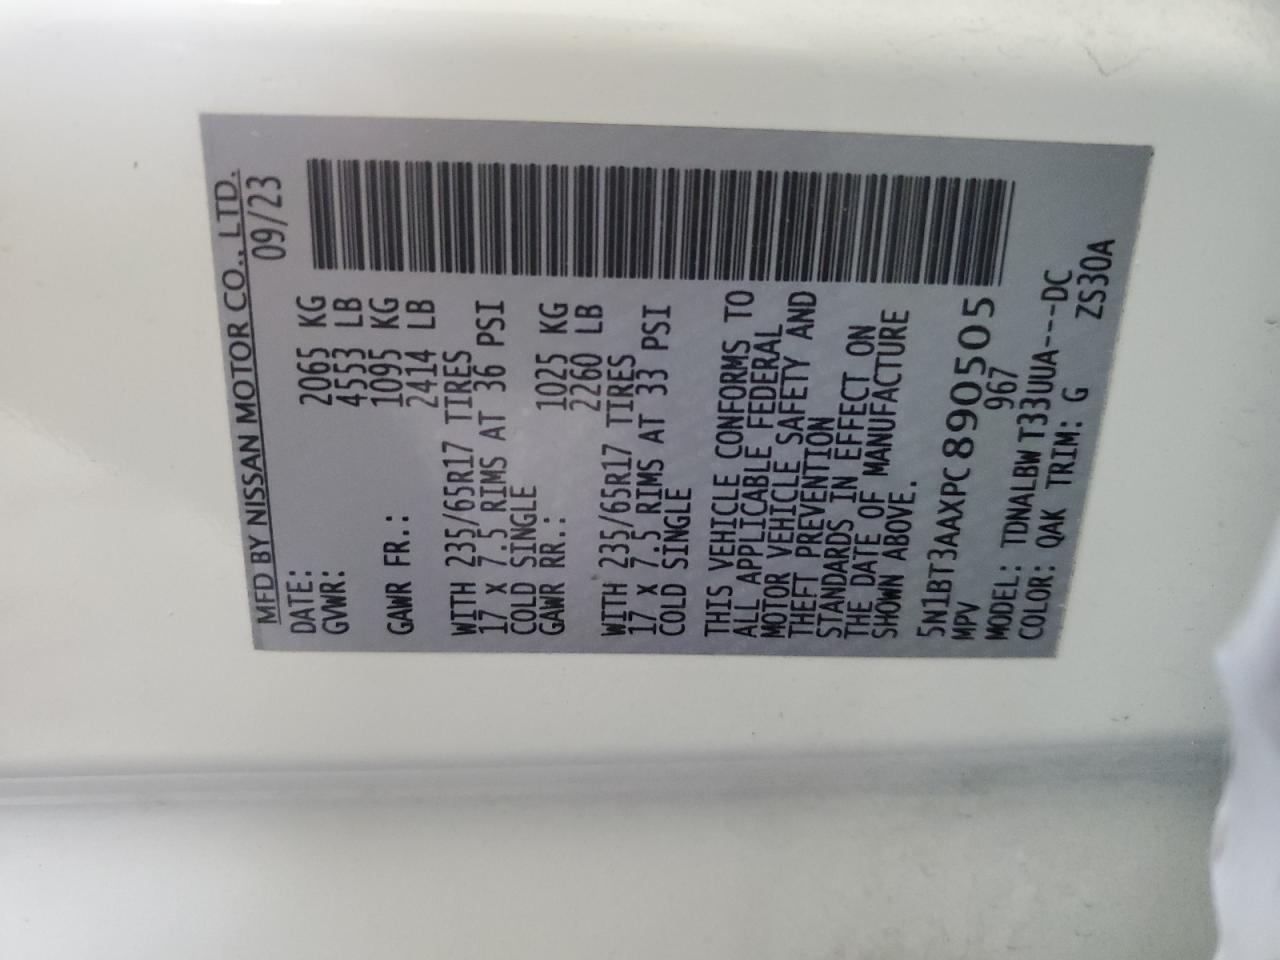 MFD BY NISSAN MOTOR CO., LTD.
DATE: 09/23
GVWR: 2065 KG
4553 LB
GAWR FR.: 1095 KG
2414 LB
WITH 235/65R17 TIRES
17 X 7.5 RIMS AT 36 PSI
COLD SINGLE
GAWR RR.: 1025 KG
2260 LB
WITH 235/65R17 TIRES
17 X 7.5 RIMS AT 33 PSI
COLD SINGLE
THIS VEHICLE CONFORMS TO
ALL APPLICABLE FEDERAL
MOTOR VEHICLE SAFETY AND
THEFT PREVENTION
STANDARDS IN EFFECT ON
THE DATE OF MANUFACTURE
SHOWN ABOVE.
5N1BT3AAXPC890505
MPV 967
MODEL: TDNALBWT33UUA---DC
COLOR: QAK TRIM: G ZS30A